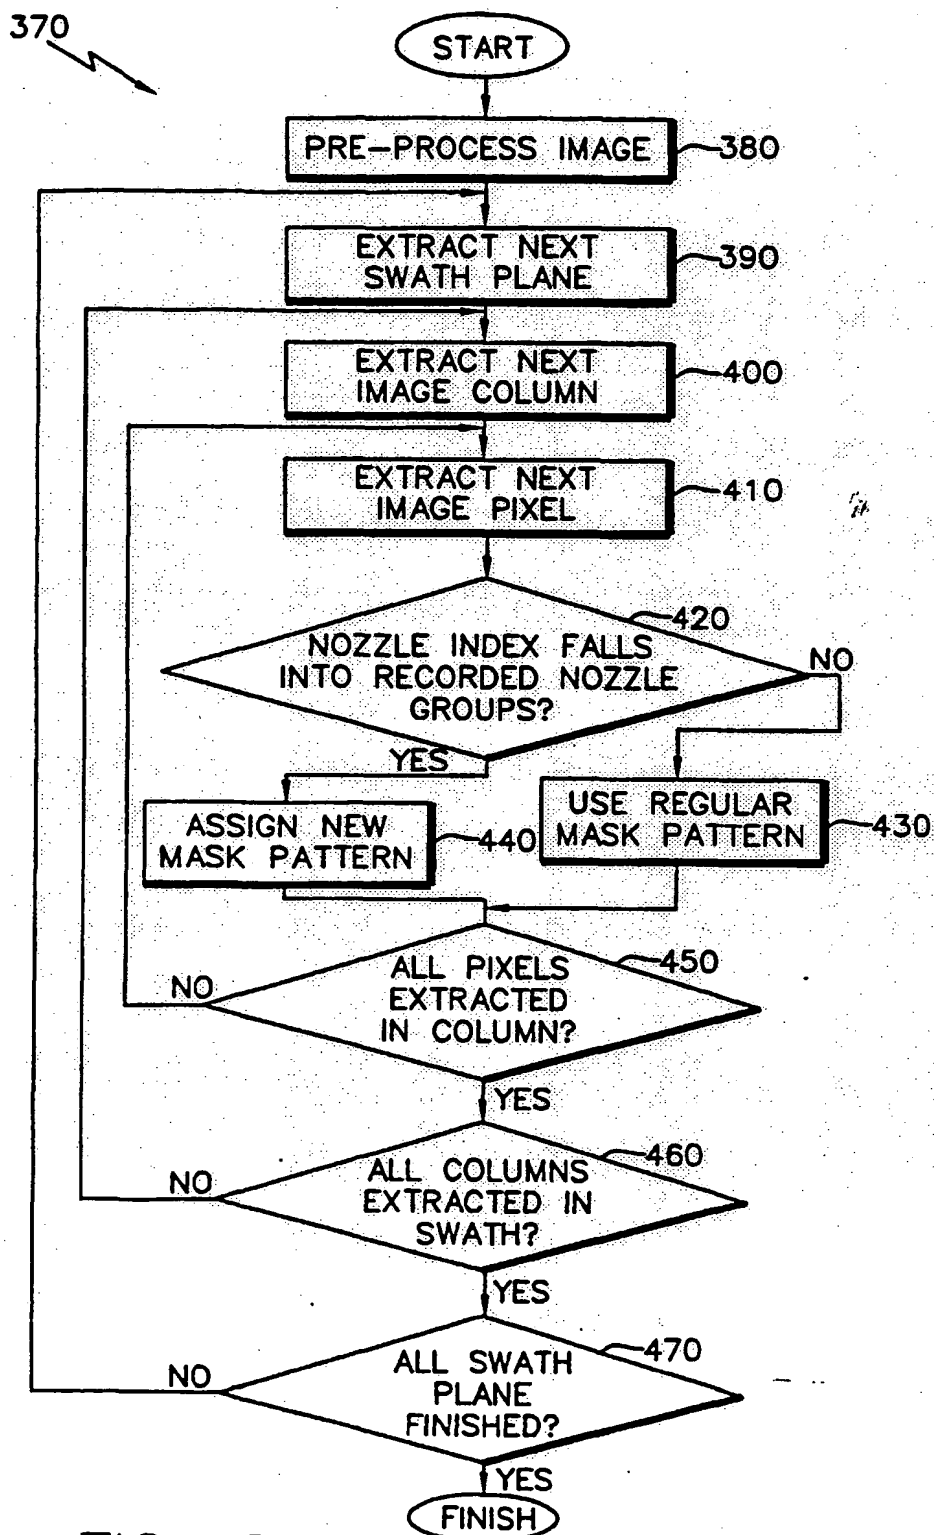 370
START
PRE-PROCESS IMAGE
380
EXTRACT NEXT
SWATH PLANE
390
EXTRACT NEXT
IMAGE COLUMN
400
EXTRACT NEXT
IMAGE PIXEL
410
420
NOZZLE INDEX FALLS
INTO RECORDED NOZZLE
GROUPS?
NO
YES
ASSIGN NEW
MASK PATTERN
440
USE REGULAR
MASK PATTERN
430
450
ALL PIXELS
EXTRACTED
IN COLUMN?
NO
YES
460
ALL COLUMNS
EXTRACTED IN
SWATH?
NO
YES
470
ALL SWATH
PLANE
FINISHED?
NO
YES
FINISH